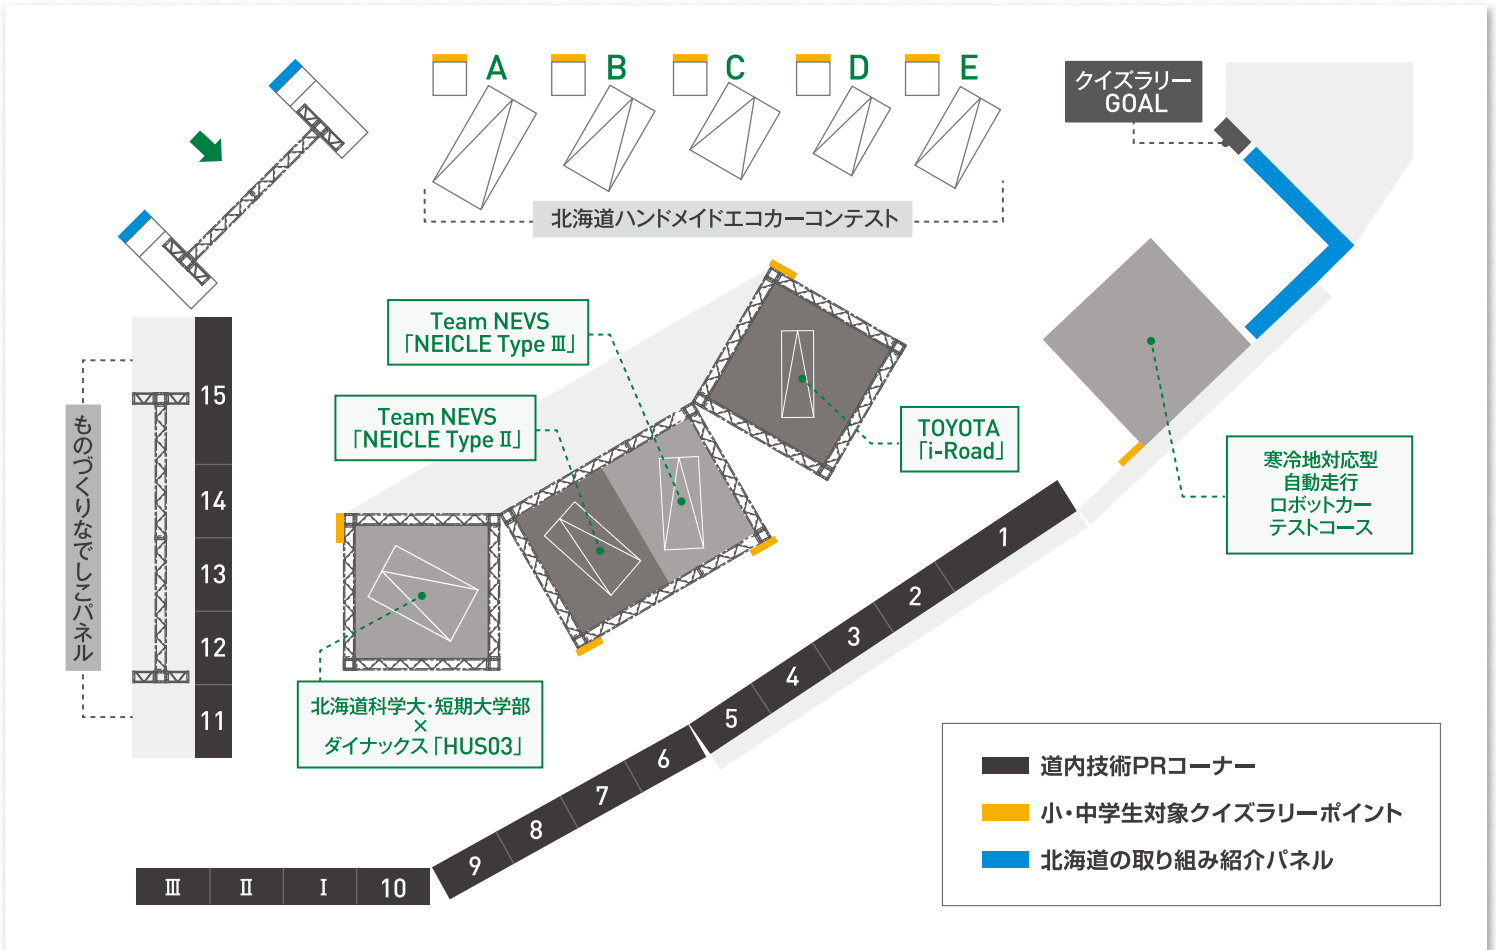 A
B
C
D
E
クイズラリー
GOAL
北海道ハンドメイドエコカーコンテスト
Team NEVS
「NEICLE Type Ⅲ」
Team NEVS
「NEICLE Type Ⅱ」
TOYOTA
「i-Road」
寒冷地対応型
自動走行
ロボットカー
テストコース
北海道科学大・短期大学部
×
ダイナックス「HUS03」
ものづくりなでしこパネル
15
14
13
12
11
1
2
3
4
5
6
7
8
9
10
Ⅰ
Ⅱ
Ⅲ
道内技術PRコーナー
小・中学生対象クイズラリーポイント
北海道の取り組み紹介パネル